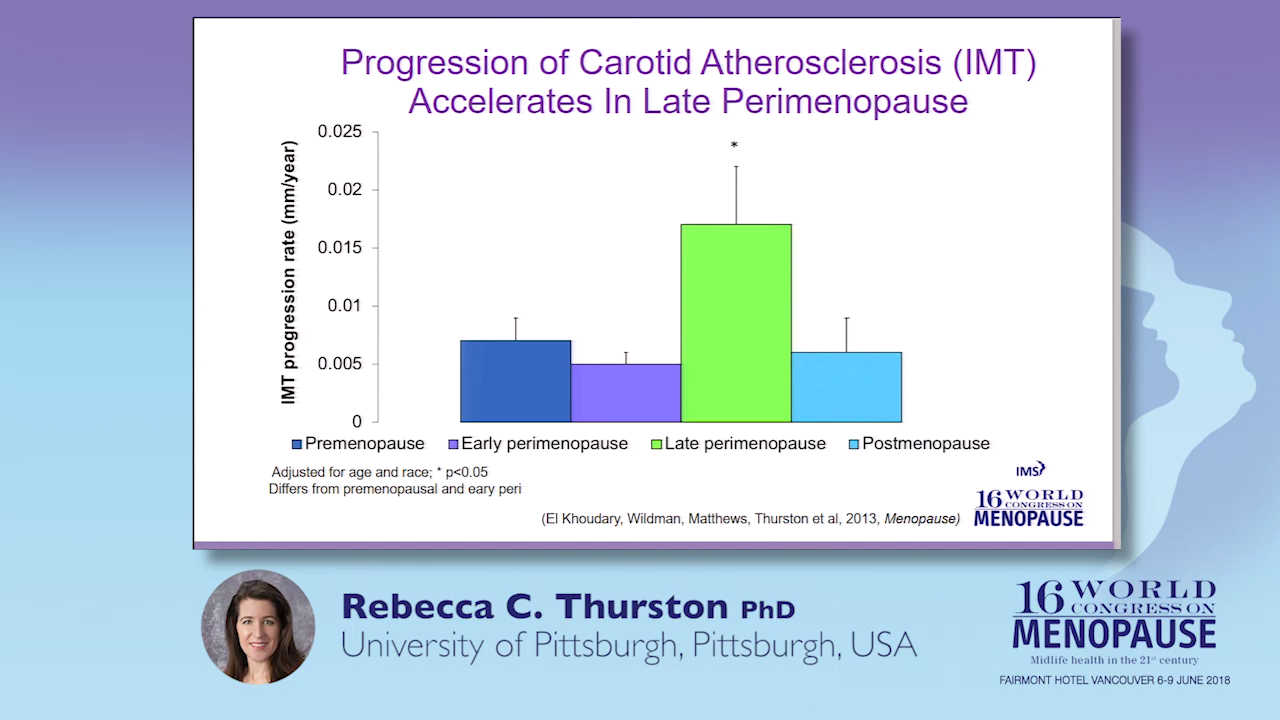 Progression of Carotid Atherosclerosis (IMT)
Accelerates In Late Perimenopause
IMT progression rate (mm/year)
0.025
0.02
0.015
0.01
0.005
0
*
Premenopause Early perimenopause Late perimenopause Postmenopause
Adjusted for age and race; * p<0.05
Differs from premenopausal and eary peri
(El Khoudary, Wildman, Matthews, Thurston et al, 2013, Menopause)
IMS
16 WORLD
CONGRESS ON
MENOPAUSE
Rebecca C. Thurston PhD
University of Pittsburgh, Pittsburgh, USA
16 WORLD
CONGRESS ON
MENOPAUSE
Midlife health in the 21st century
FAIRMONT HOTEL VANCOUVER 6-9 JUNE 2018